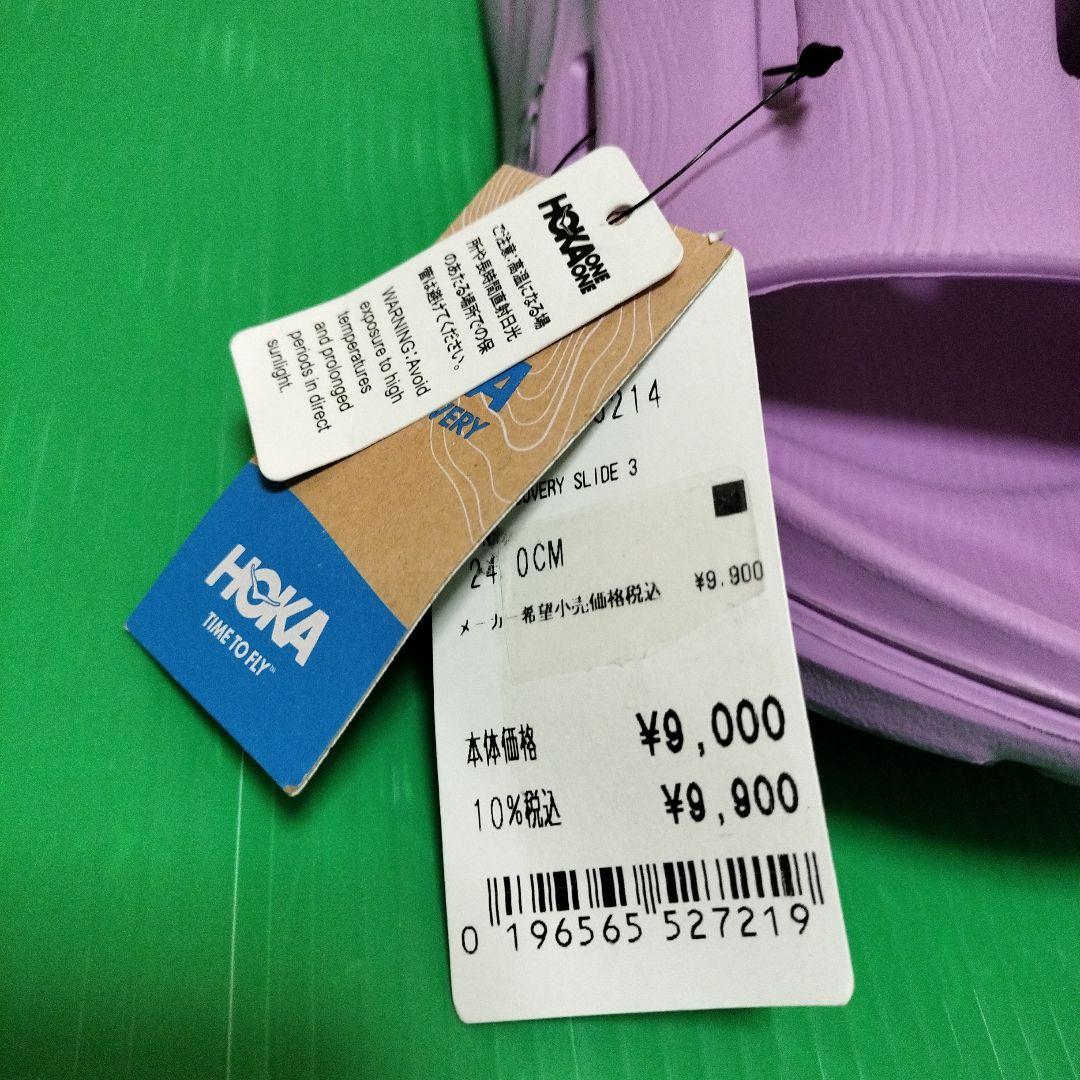 HOKA ONE ONE
ご注意:高温になる場
所や長時間直射日光
のあたる場所での保
管は避けてください。
WARNING:Avoid
exposure to high
temperatures
and prolonged
periods in direct
sunlight.
HOKA
TIME TO FLY™
214
SLIDE 3
24.0CM
メーカー希望小売価格税込 ¥9.900
本体価格 ¥9,000
10%税込 ¥9,900
0 196565 527219